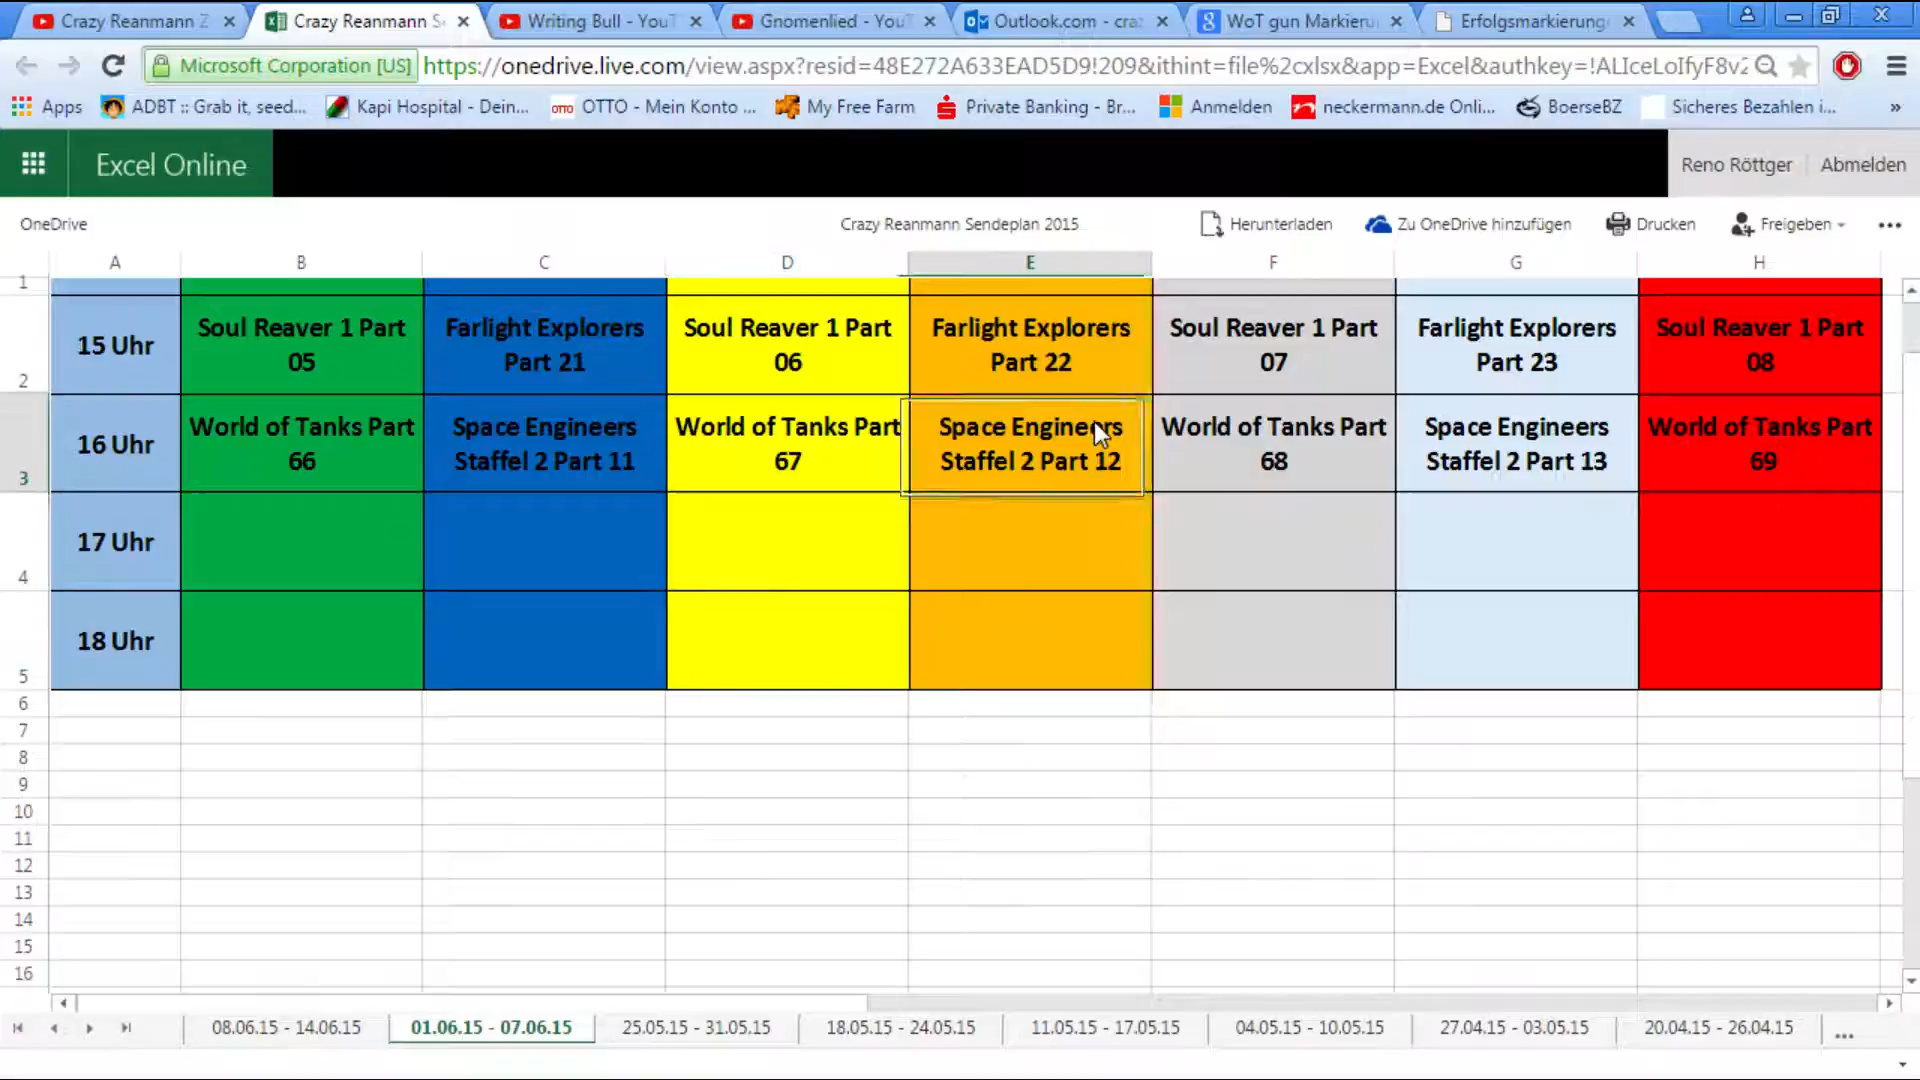 Crazy Reanmann Z
Crazy Reanmann S
Writing Bull - YouT
Gnomenlied - YouT
Outlook.com - craz
WoT gun Markieru
Erfolgsmarkierung
Microsoft Corporation [US] https://onedrive.live.com/view.aspx?resid=48E272A633EAD5D9!209&ithint=file%2cxlsx&app=Excel&authkey=!ALIceLoIfyF8v2
Apps
ADBT :: Grab it, seed...
Kapi Hospital - Dein...
OTTO OTTO - Mein Konto ...
My Free Farm
Private Banking - Br...
Anmelden
neckermann.de Onli...
BoerseBZ
Sicheres Bezahlen i...
»
Excel Online
Reno Röttger Abmelden
OneDrive
Crazy Reanmann Sendeplan 2015
Herunterladen
Zu OneDrive hinzufügen
Drucken
Freigeben
A B C D E F G H
1
15 Uhr
Soul Reaver 1 Part
05
Farlight Explorers
Part 21
Soul Reaver 1 Part
06
Farlight Explorers
Part 22
Soul Reaver 1 Part
07
Farlight Explorers
Part 23
Soul Reaver 1 Part
08
2
16 Uhr
World of Tanks Part
66
Space Engineers
Staffel 2 Part 11
World of Tanks Part
67
Space Engineers
Staffel 2 Part 12
World of Tanks Part
68
Space Engineers
Staffel 2 Part 13
World of Tanks Part
69
3
17 Uhr
4
18 Uhr
5
6
7
8
9
10
11
12
13
14
15
16
08.06.15 - 14.06.15
01.06.15 - 07.06.15
25.05.15 - 31.05.15
18.05.15 - 24.05.15
11.05.15 - 17.05.15
04.05.15 - 10.05.15
27.04.15 - 03.05.15
20.04.15 - 26.04.15
...